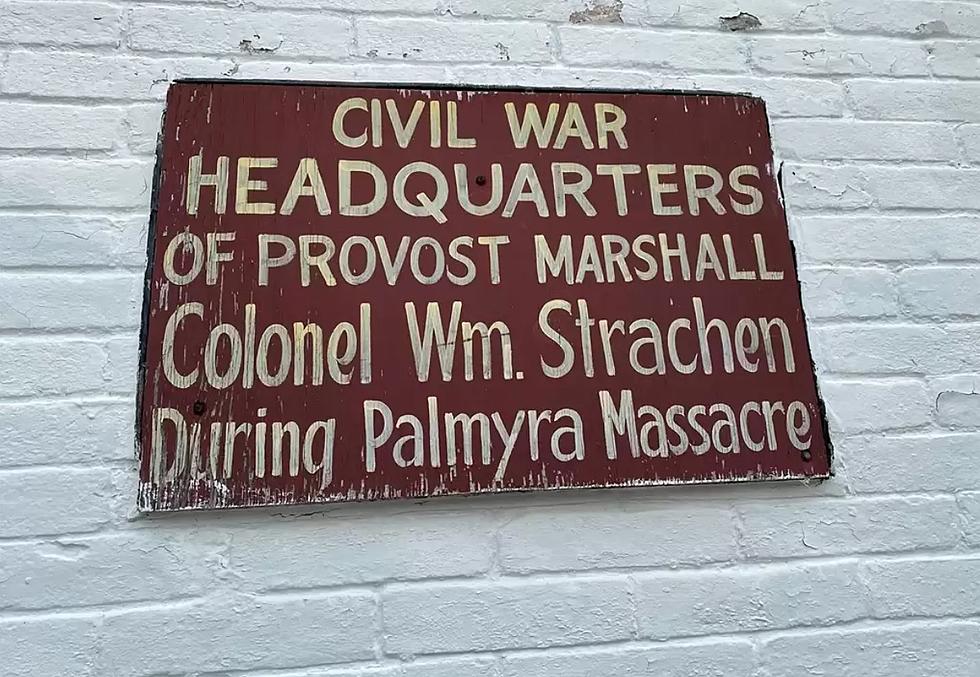 CIVIL WAR
HEADQUARTERS
OF PROVOST MARSHALL
Colonel Wm. Strachen
During Palmyra Massacre